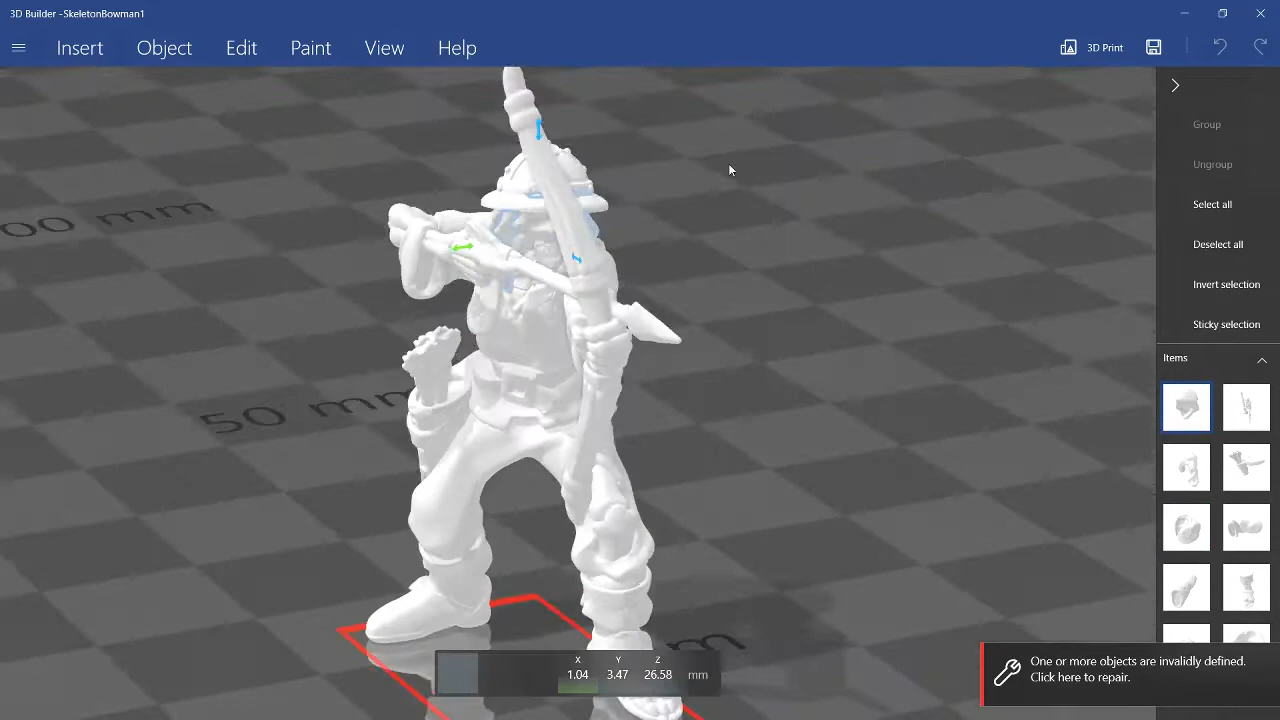 3D Builder -SkeletonBowman1
Insert
Object
Edit
Paint
View
Help
3D Print
Group
Ungroup
Select all
Deselect all
Invert selection
Sticky selection
Items
00 mm
50 mm
m
X Y Z
1.04 3.47 26.58 mm
One or more objects are invalidly defined.
Click here to repair.